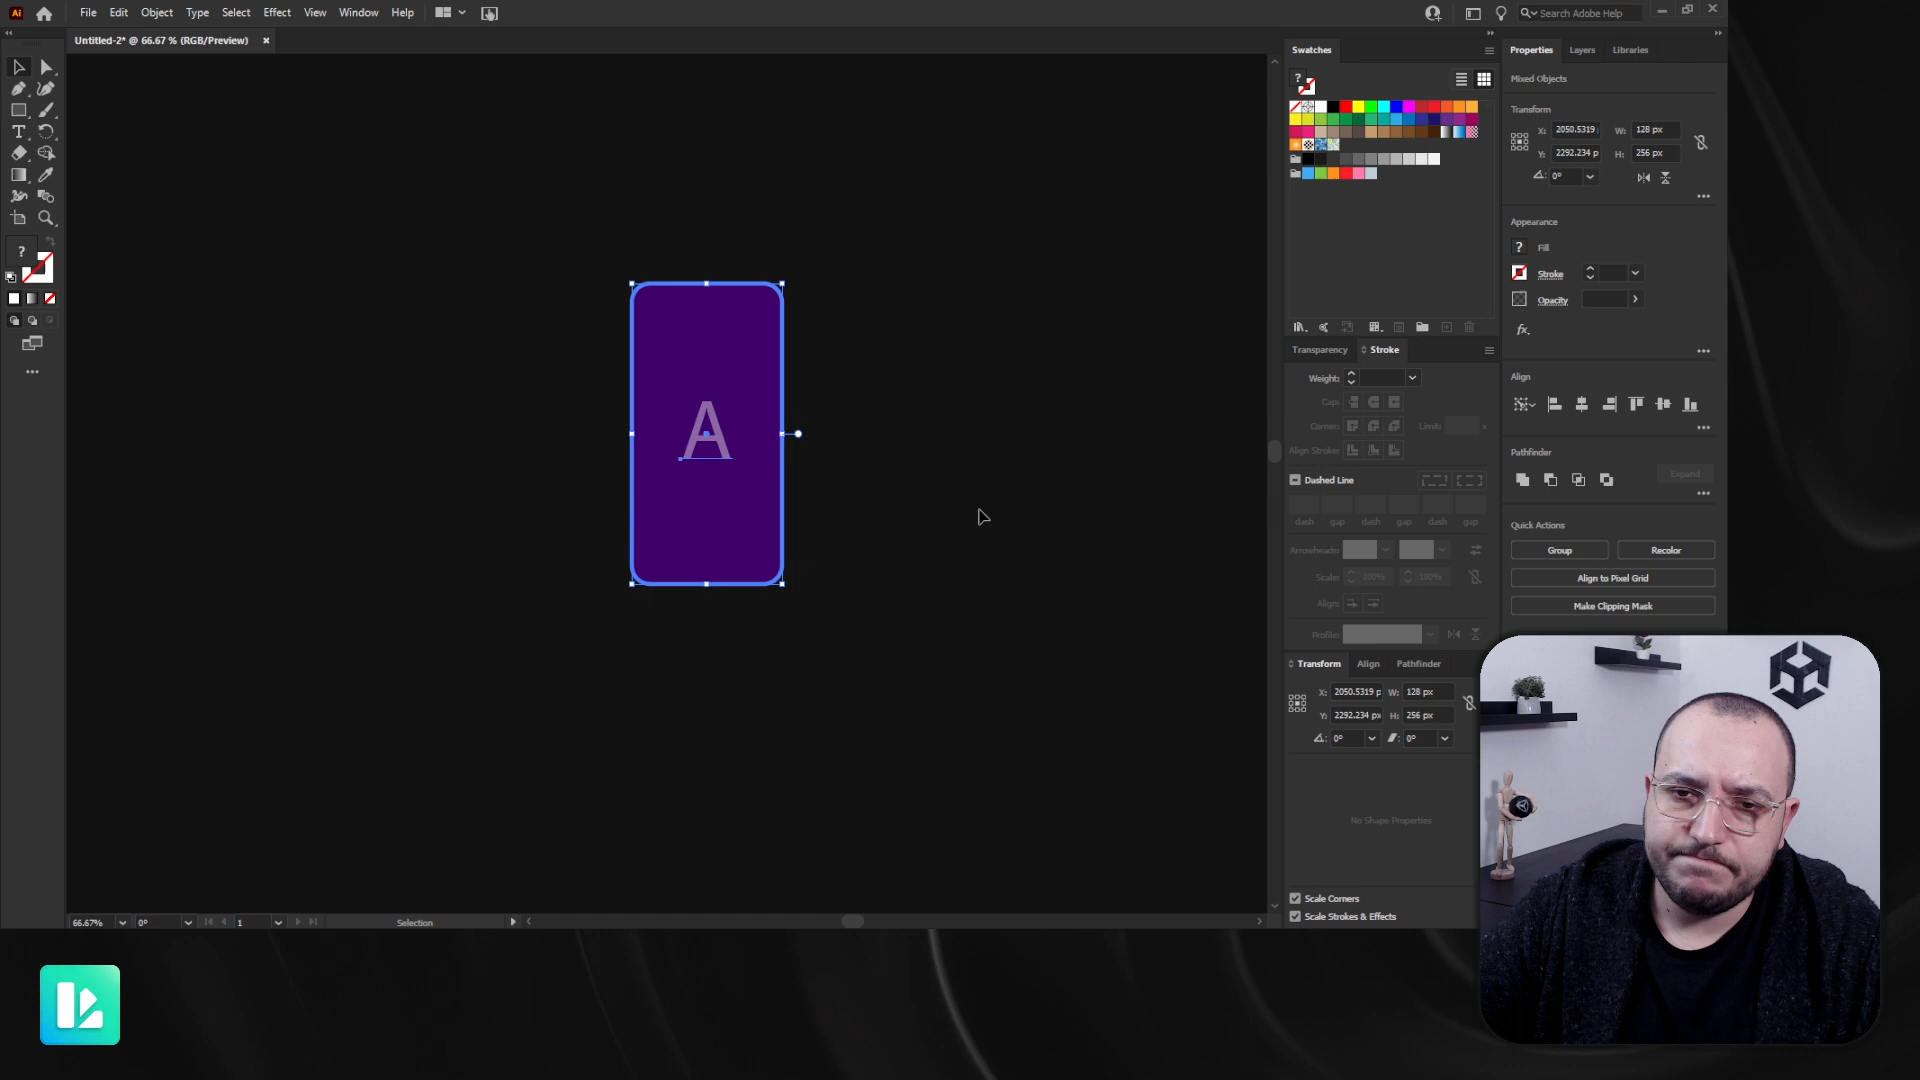 Ai File Edit Object Type Select Effect View Window Help Search Adobe Help
Untitled-2* @ 66.67 % (RGB/Preview)
Swatches
Properties Layers Libraries
Mixed Objects
Transform
X: 2050.5319 W: 128 px
Y: 2292.234 p H: 256 px
0°
Appearance
? Fill
Stroke
Opacity
fx.
Align
Pathfinder
Expand
Quick Actions
Group Recolor
Align to Pixel Grid
Make Clipping Mask
Transparency Stroke
Weight:
Cap:
Corner: Limit: x
Align Stroke:
Dashed Line
dash gap dash gap dash gap
Arrowheads:
Scale: 100% 100%
Align:
Profile:
Transform Align Pathfinder
X: 2050.5319 p W: 128 px
Y: 2292.234 px H: 256 px
0° 0°
No Shape Properties
Scale Corners
Scale Strokes & Effects
A
?
66.67% 0° 1 Selection